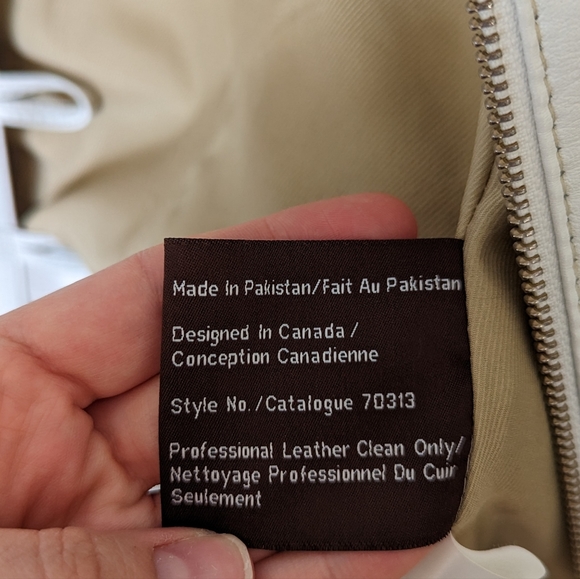 Made In Pakistan/Fait Au Pakistan
Designed In Canada /
Conception Canadienne
Style No./Catalogue 70313
Professional Leather Clean Only/
Nettoyage Professionnel Du Cuir
Seulement